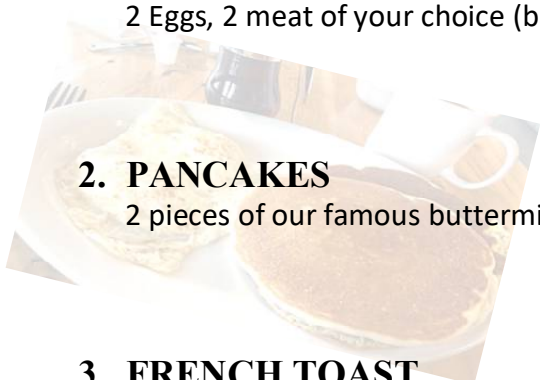 2 Eggs, 2 meat of your choice (b
2. PANCAKES
2 pieces of our famous buttermi
3. FRENCH TOAST